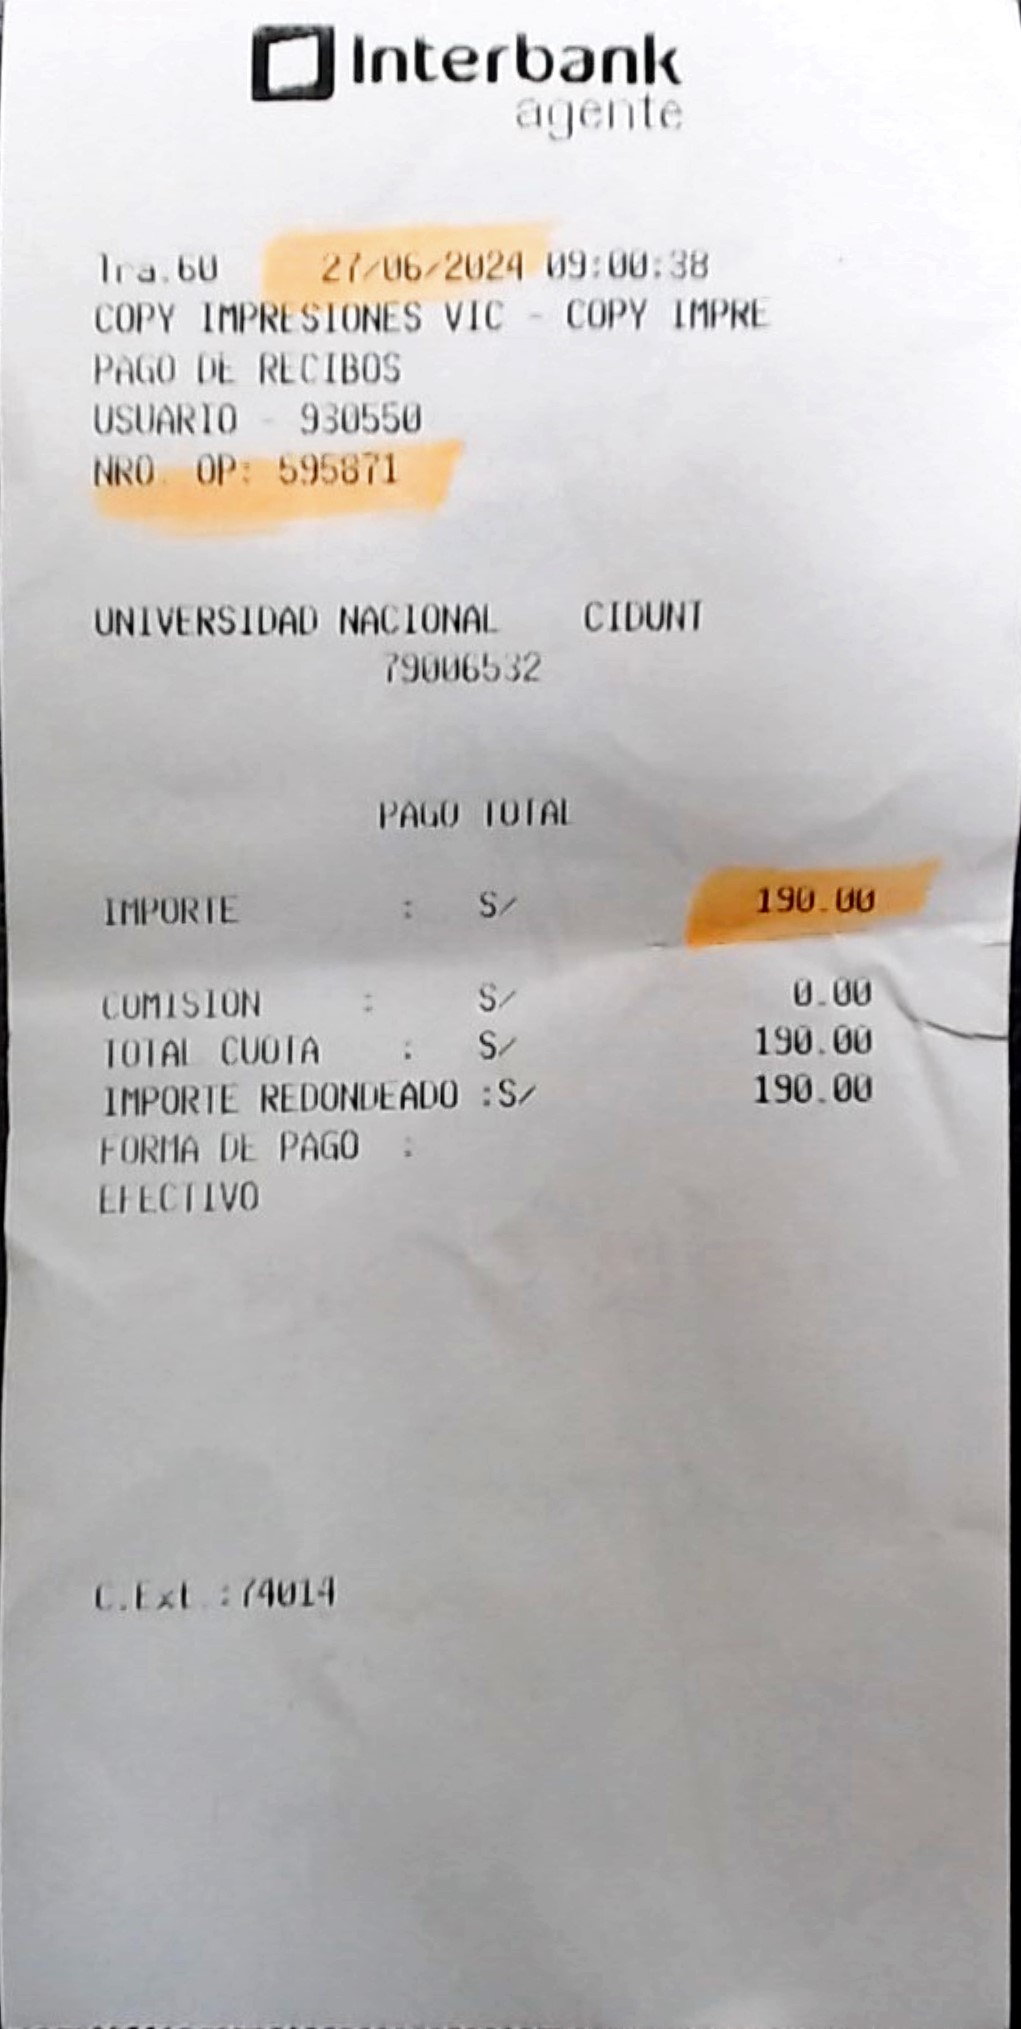 Interbank
agente
Tra.60 27/06/2024 09:00:38
COPY IMPRESIONES VIC - COPY IMPRE
PAGO DE RECIBOS
USUARIO - 930550
NRO. OP: 595871
UNIVERSIDAD NACIONAL CIDUNT
79006532
PAGO TOTAL
IMPORTE : S/ 190.00
COMISION : S/ 0.00
TOTAL CUOTA : S/ 190.00
IMPORTE REDONDEADO :S/ 190.00
FORMA DE PAGO :
EFECTIVO
C.Ext.:74014